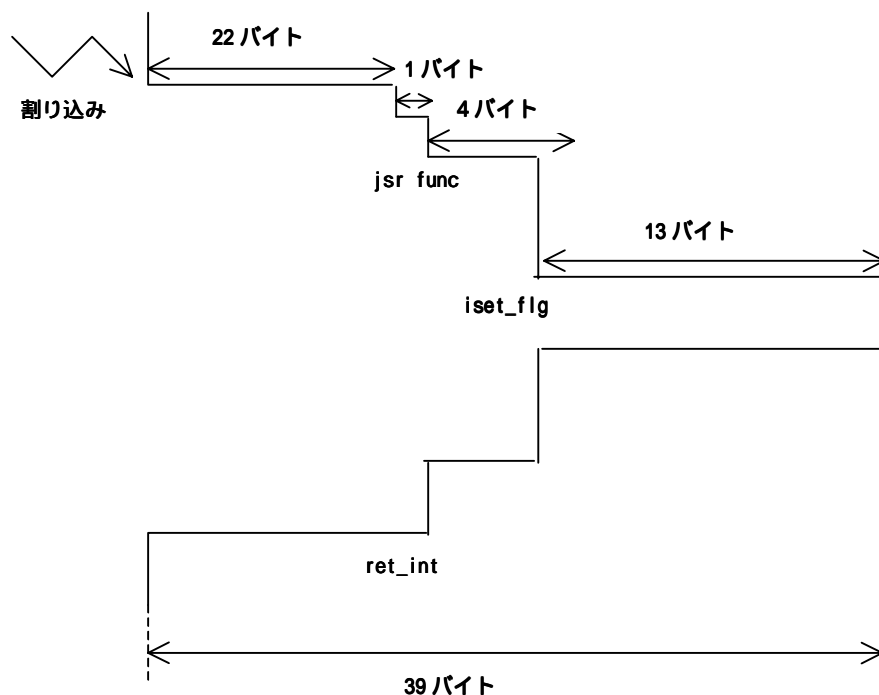 22 バイト
1 バイト
割り込み
4 バイト
jsr func
13 バイト
iset_flg
ret_int
39 バイト